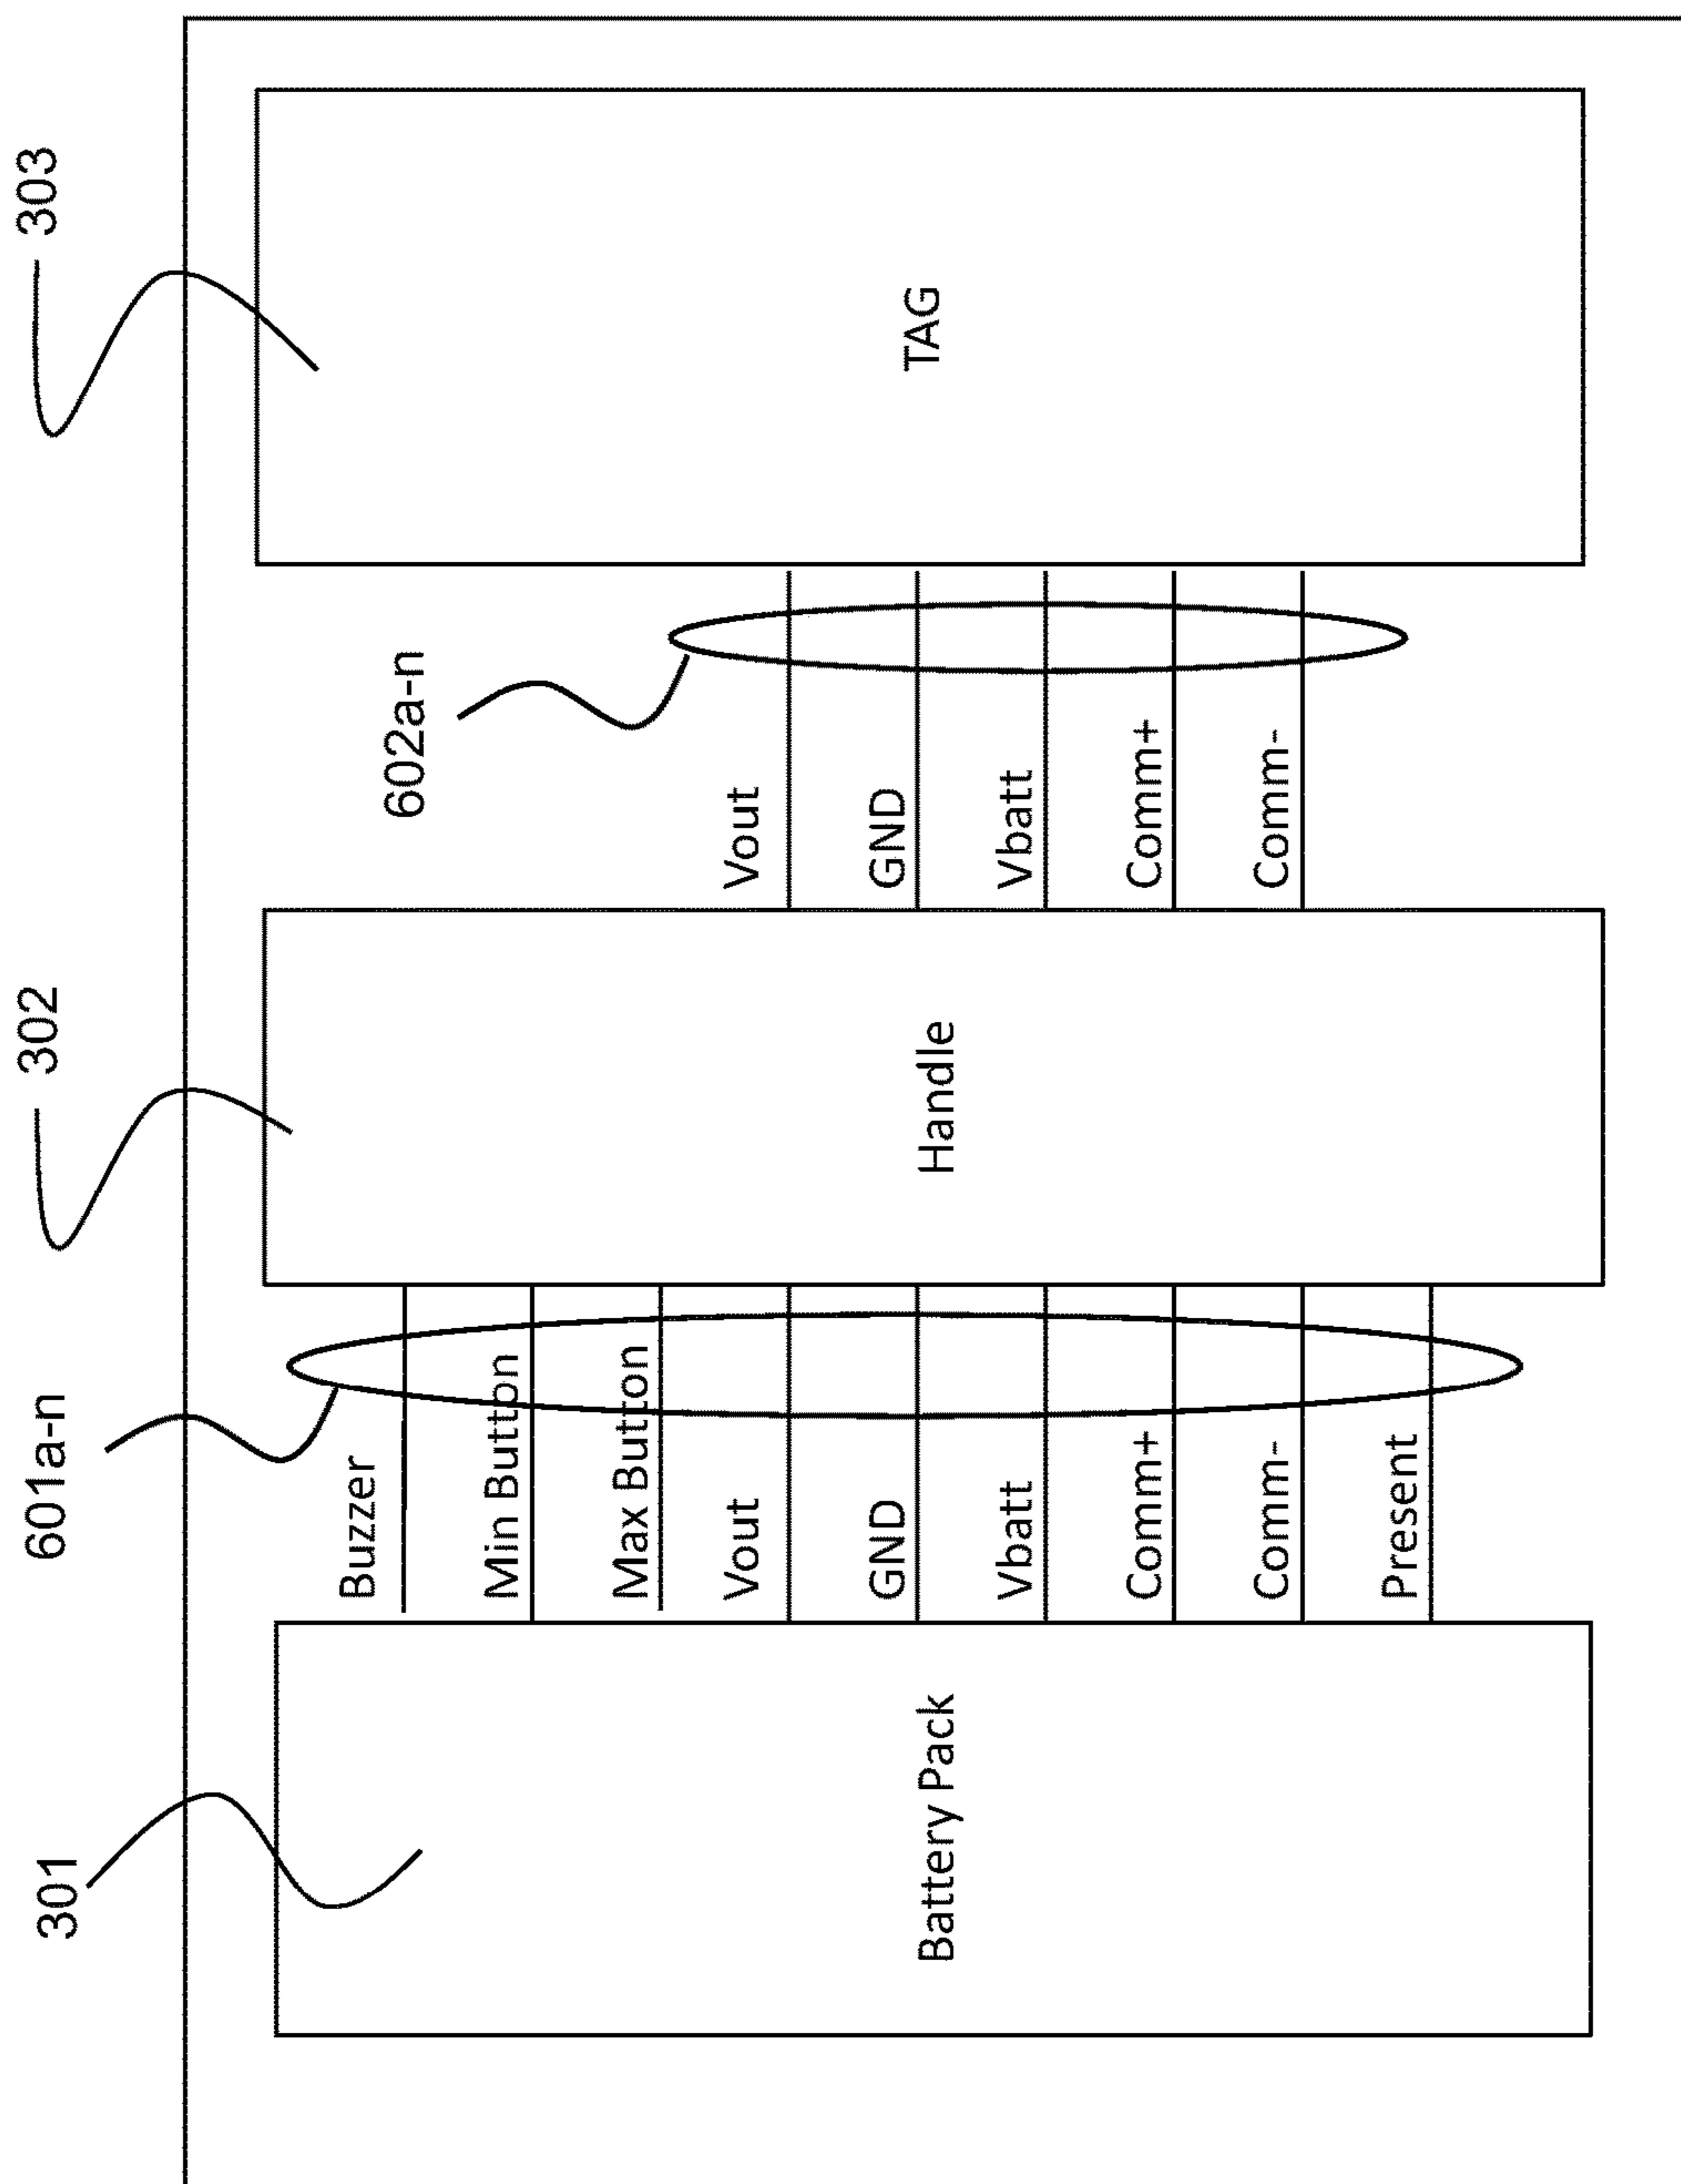 301
302
303
601a-n
602a-n
Battery Pack
Buzzer
Min Button
Max Button
Vout
GND
Vbatt
Comm+
Comm-
Present
Handle
Vout
GND
Vbatt
Comm+
Comm-
TAG